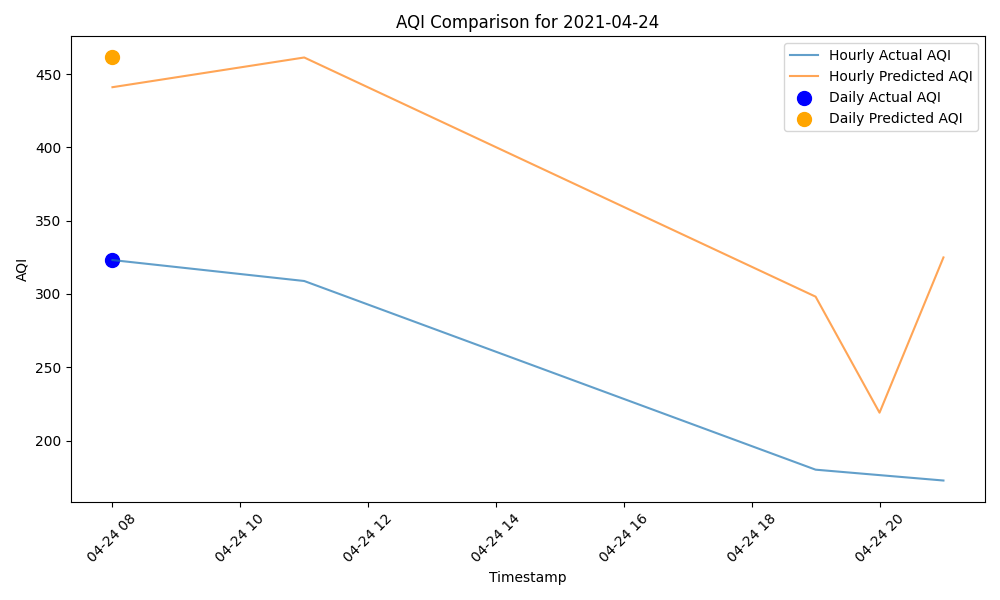 AQI Comparison for 2021-04-24
Hourly Actual AQI
Hourly Predicted AQI
Daily Actual AQI
Daily Predicted AQI
AQI
450
400
350
300
250
200
04-24 08
04-24 10
04-24 12
04-24 14
04-24 16
04-24 18
04-24 20
Timestamp